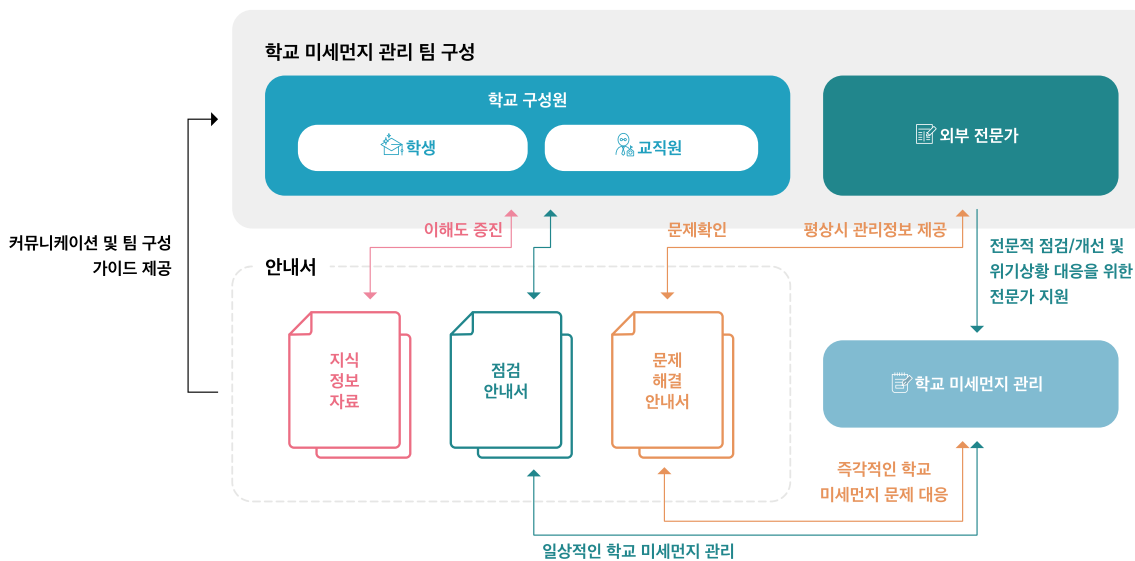 학교 미세먼지 관리 팀 구성
학교 구성원
학생
교직원
외부 전문가
커뮤니케이션 및 팀 구성
가이드 제공
이해도 증진
문제확인
평상시 관리정보 제공
전문적 점검/개선 및
위기상황 대응을 위한
전문가 지원
안내서
지식
정보
자료
점검
안내서
문제
해결
안내서
학교 미세먼지 관리
즉각적인 학교
미세먼지 문제 대응
일상적인 학교 미세먼지 관리